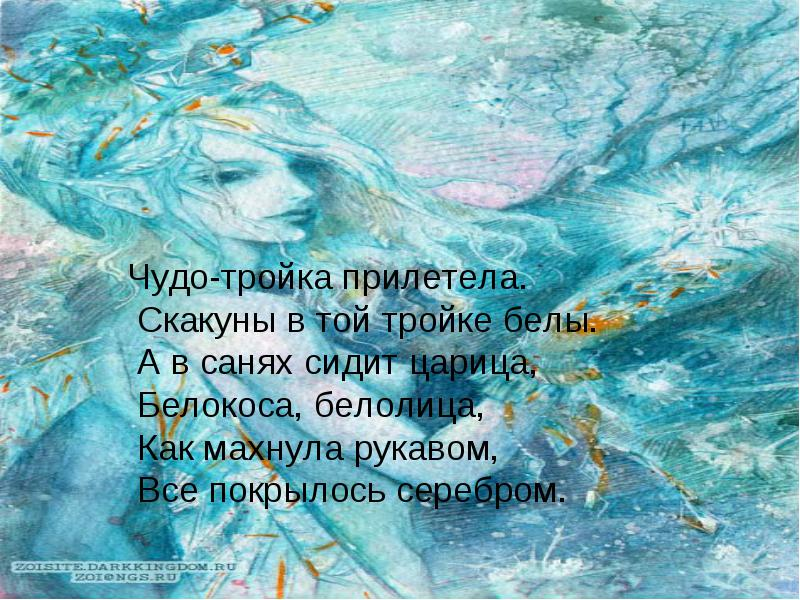 Чудо-тройка прилетела.
Скакуны в той тройке белы.
А в санях сидит царица,
Белокоса, белолица,
Как махнула рукавом,
Все покрылось серебром.
ZOISITE.DARKKINGDOM.RU
ZOI@NGS.RU